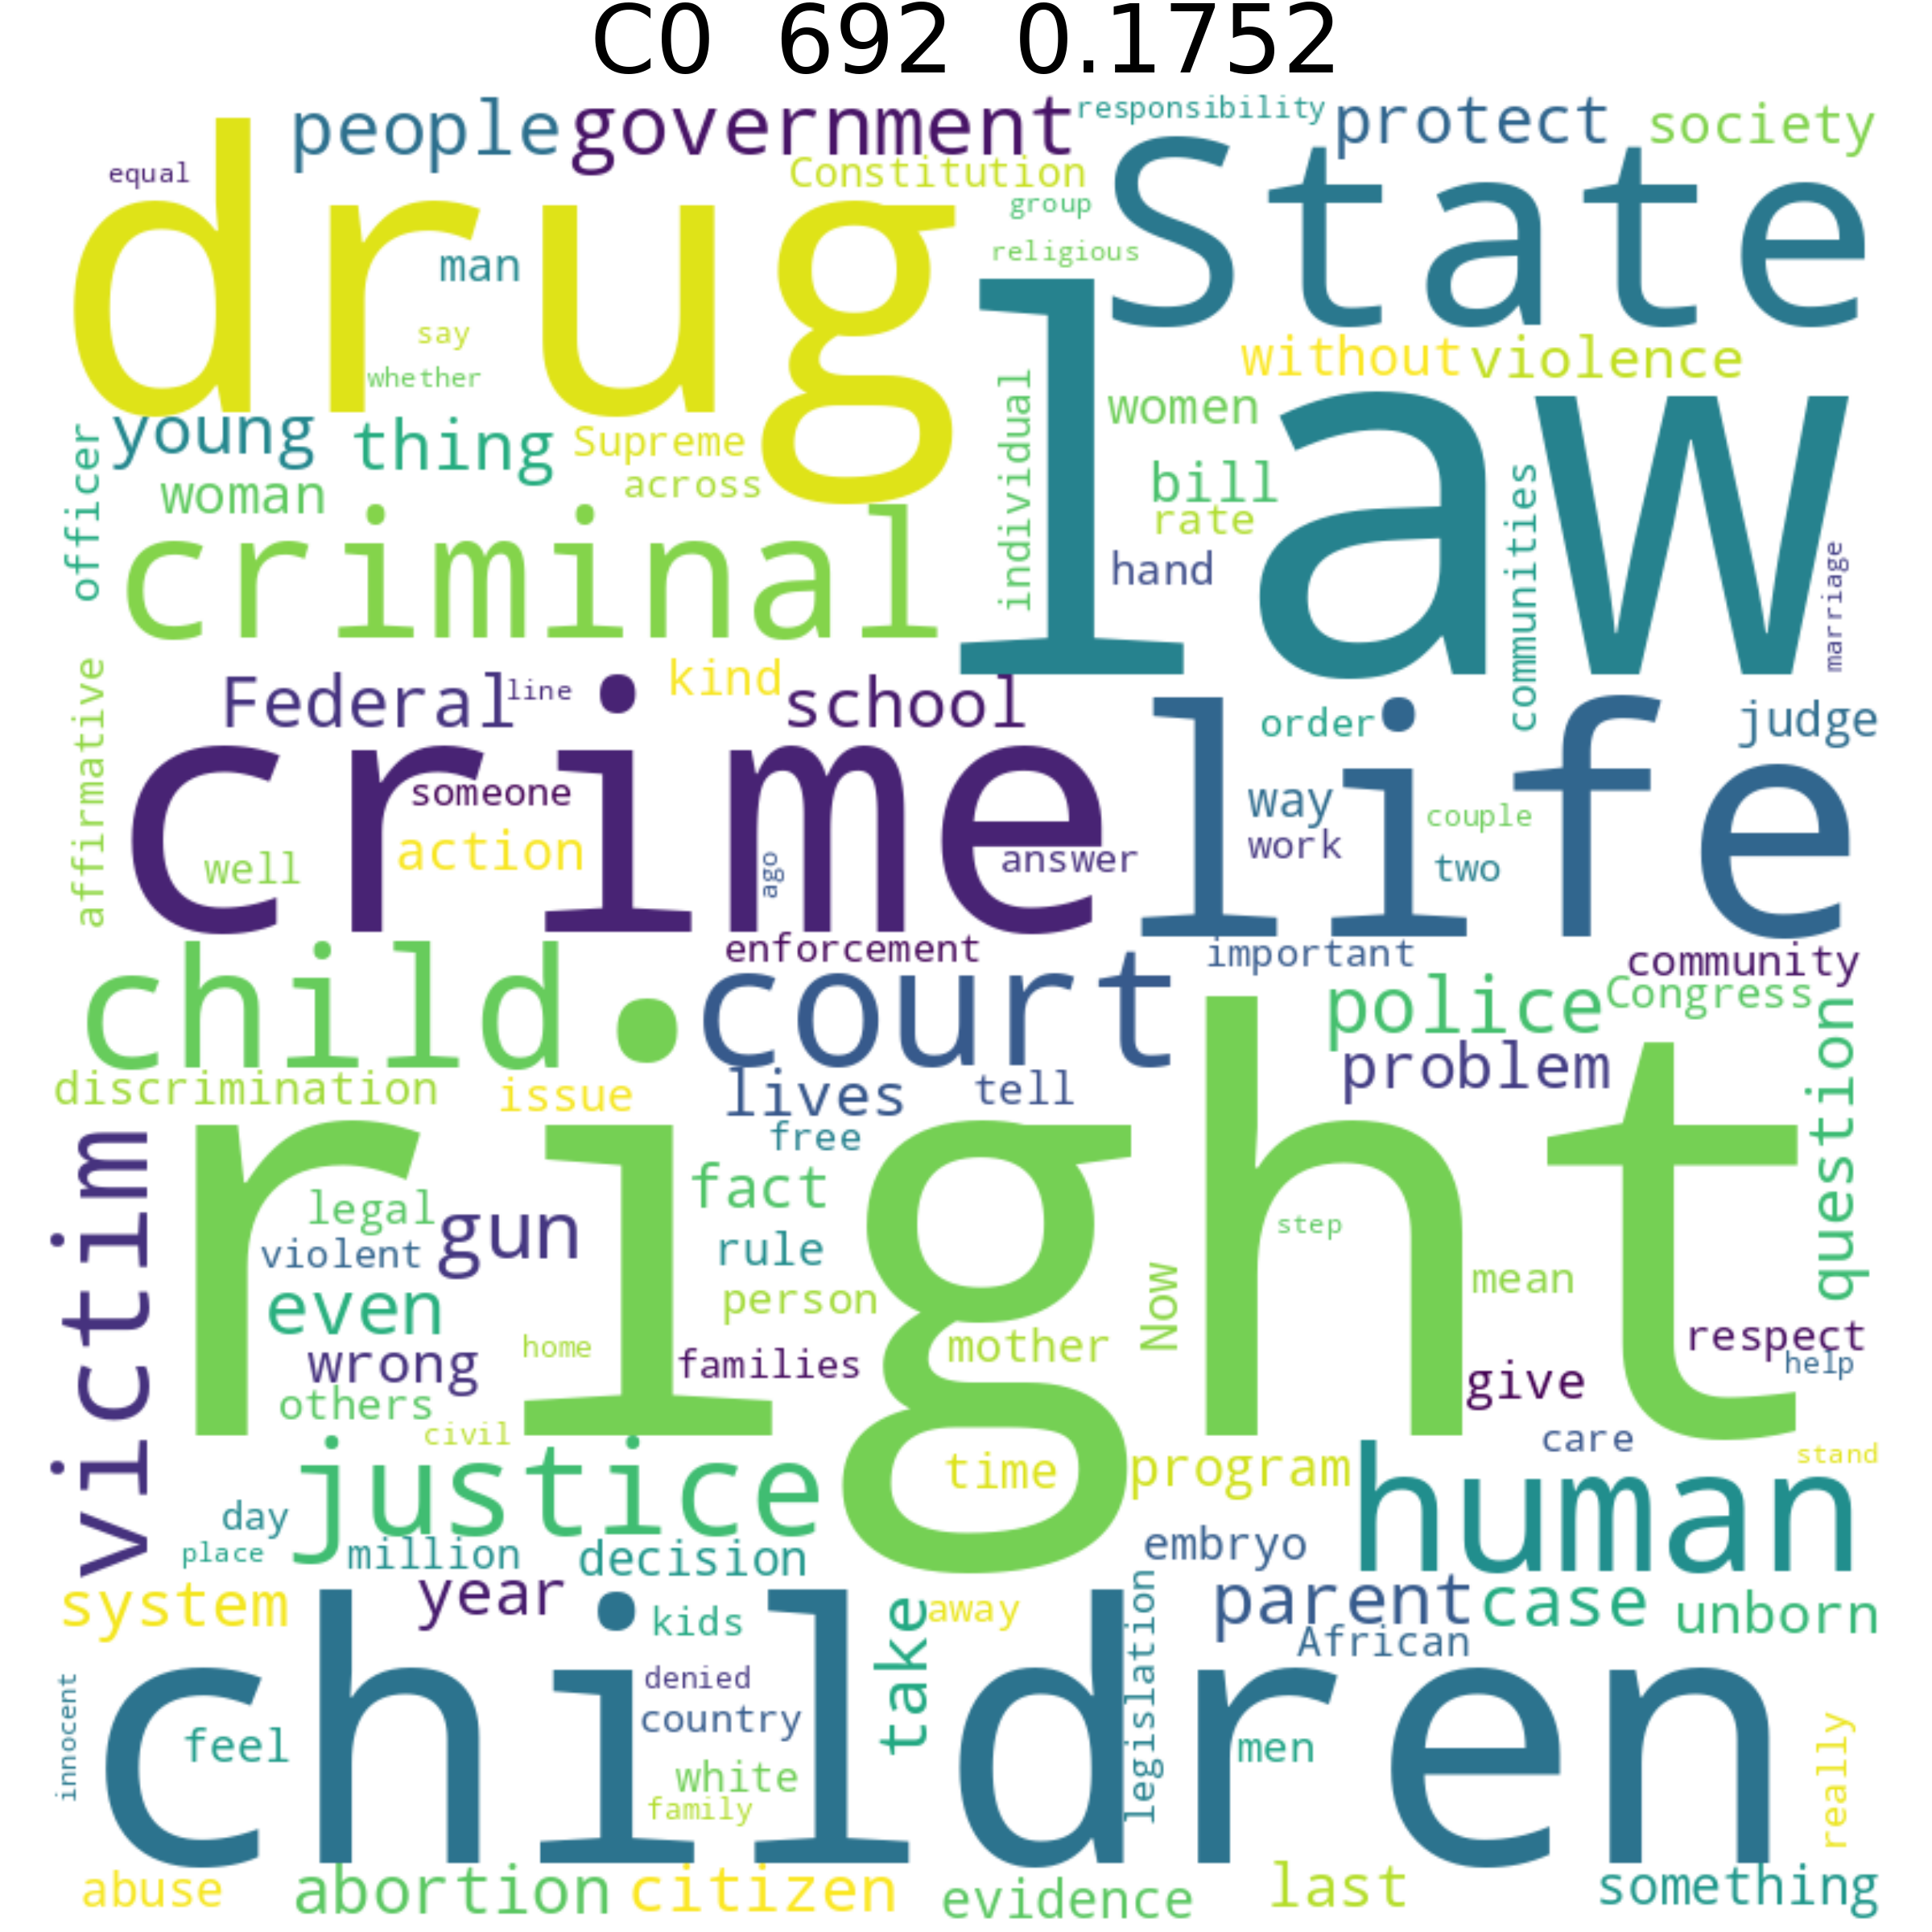 C0 692 0.1752
people government responsibility protect society
equal Constitution
drug State
group
man religious
say
whether
without violence
law
individual
women
young thing Supreme
officer
woman across
bill
rate
communities
criminal
hand
marriage
affirmative
Federal line kind school
order judge
crime life
someone
way
couple
action
work
well ago answer two
enforcement important community
child court
police Congress
question
problem
discrimination issue lives tell
free
right
victim
legal gun fact
step
violent rule
even person Now mean
home mother respect
wrong families help
others give
civil care
justice time program stand
human
day
place million decision embryo
system year kids take away parent case unborn
legislation
African
children
innocent
denied
feel country men
really
white
family
abuse abortion citizen evidence last something